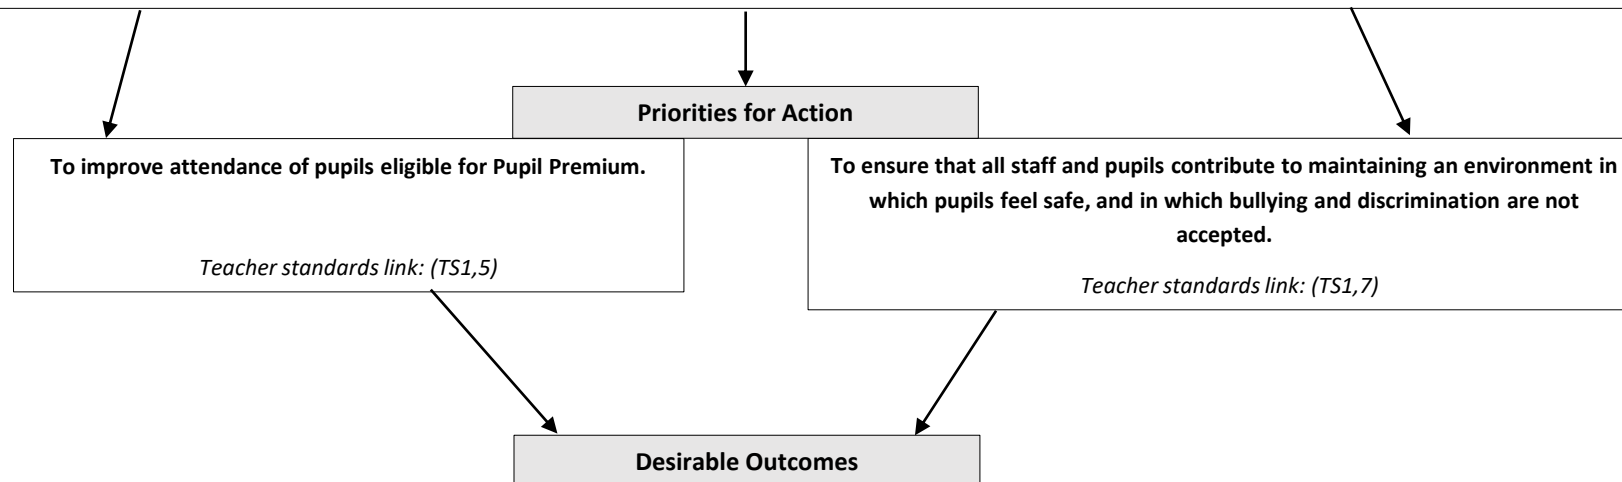 Priorities for Action
To improve attendance of pupils eligible for Pupil Premium.
Teacher standards link: (TS1,5)
To ensure that all staff and pupils contribute to maintaining an environment in
which pupils feel safe, and in which bullying and discrimination are not
accepted.
Teacher standards link: (TS1,7)
Desirable Outcomes